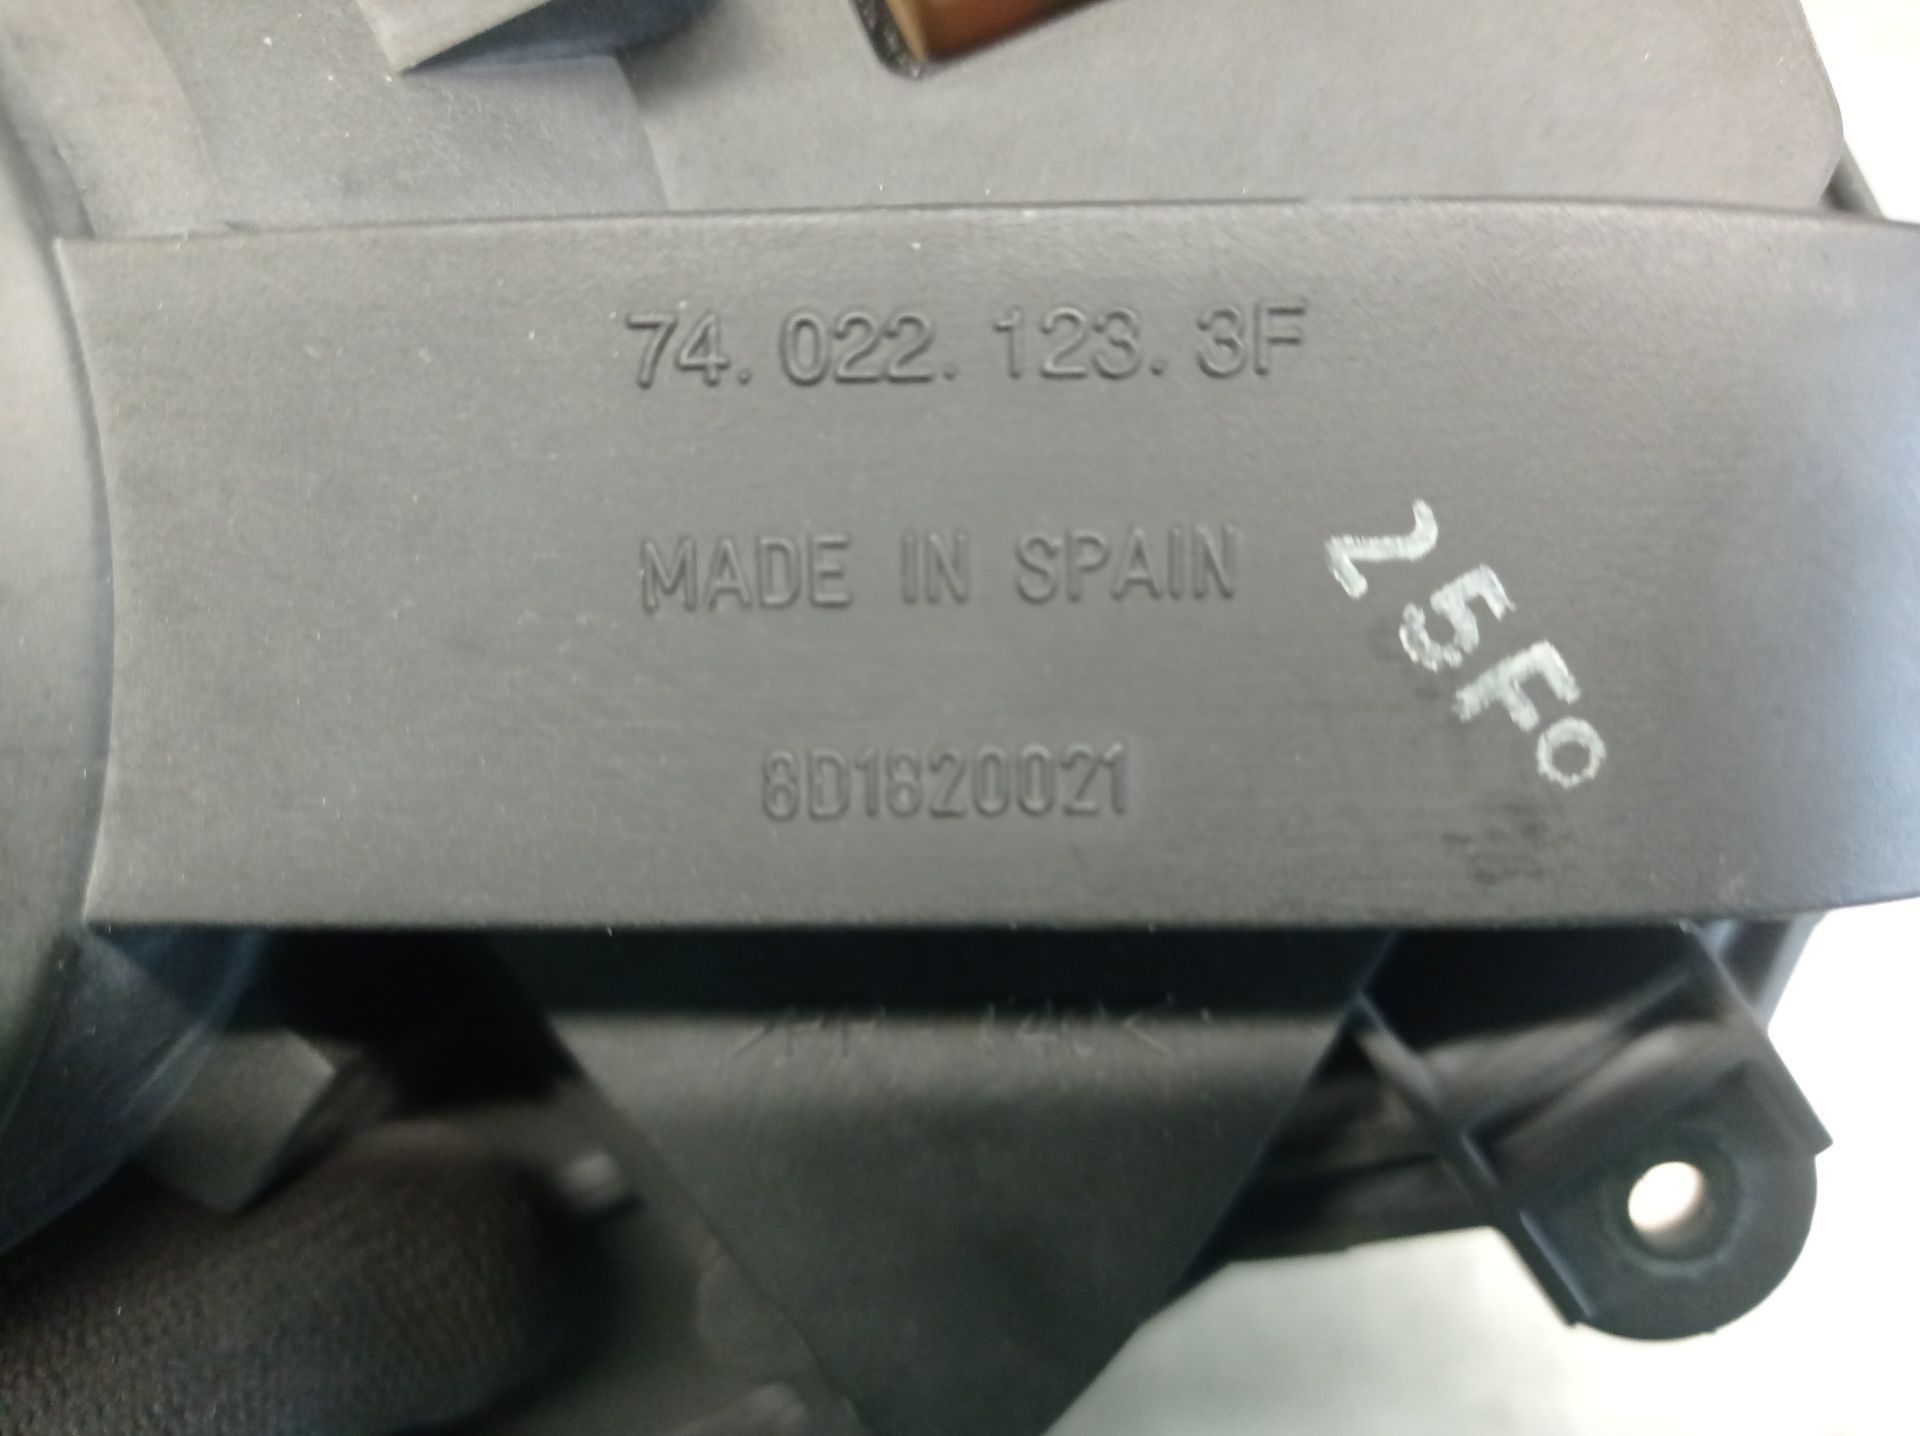 74.022.123.3F
MADE IN SPAIN
25Fº
8D1820021